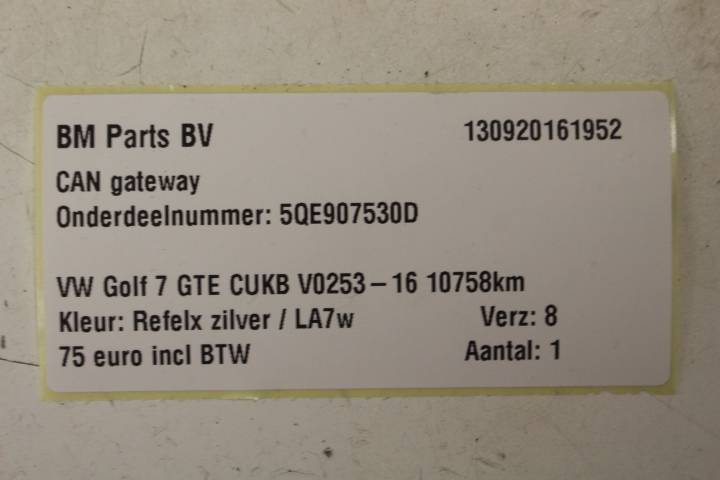 BM Parts BV 130920161952
CAN gateway
Onderdeelnummer: 5QE907530D
VW Golf 7 GTE CUKB V0253-16 10758km
Kleur: Refelx zilver / LA7w Verz: 8
75 euro incl BTW Aantal: 1